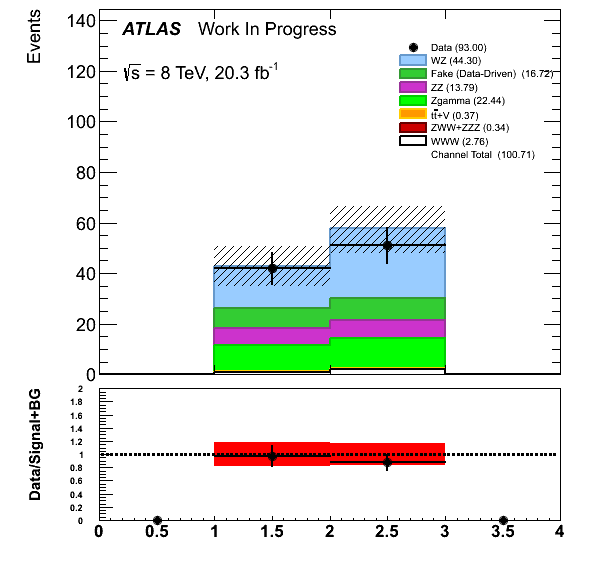 Events
140
120
100
80
60
40
20
0
ATLAS Work In Progress
√s = 8 TeV, 20.3 fb⁻¹
Data (93.00)
WZ (44.30)
Fake (Data-Driven) (16.72)
ZZ (13.79)
Zgamma (22.44)
tt̄+V (0.37)
ZWW+ZZZ (0.34)
WWW (2.76)
Channel Total (100.71)
Data/Signal+BG
2
1.8
1.6
1.4
1.2
1
0.8
0.6
0.4
0.2
0
0 0.5 1 1.5 2 2.5 3 3.5 4